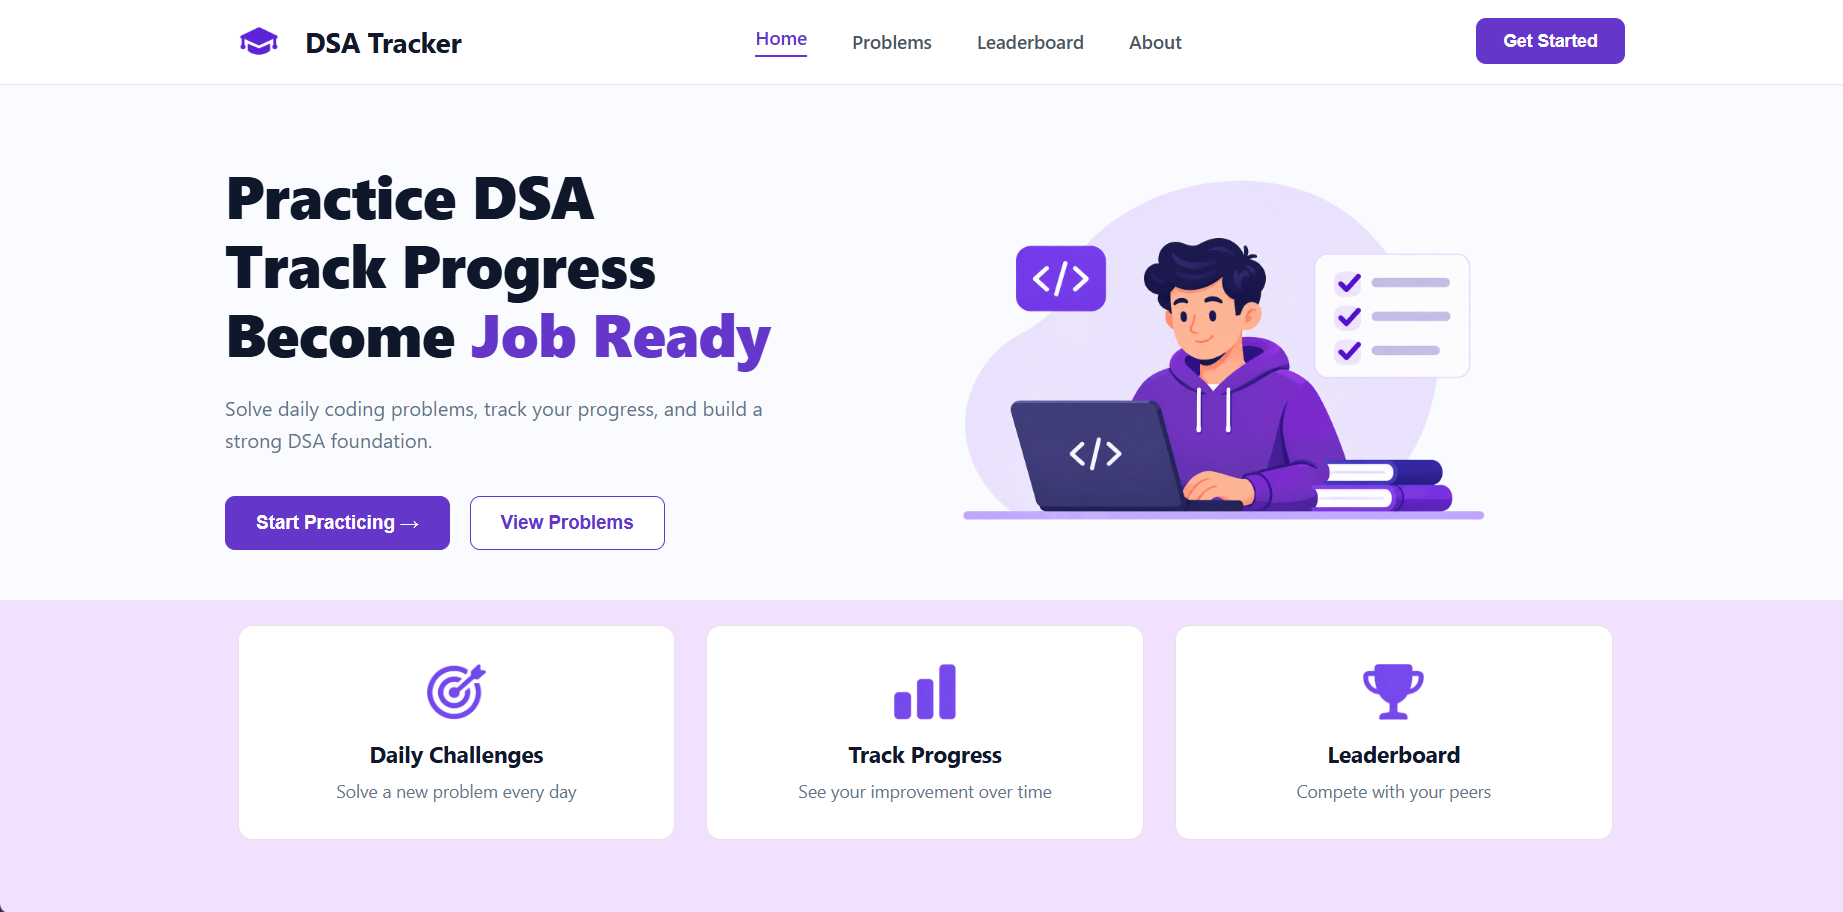 DSA Tracker
Home
Problems
Leaderboard
About
Get Started
Practice DSA
Track Progress
Become Job Ready
Solve daily coding problems, track your progress, and build a
strong DSA foundation.
Start Practicing →
View Problems
</>
</>
Daily Challenges
Solve a new problem every day
Track Progress
See your improvement over time
Leaderboard
Compete with your peers